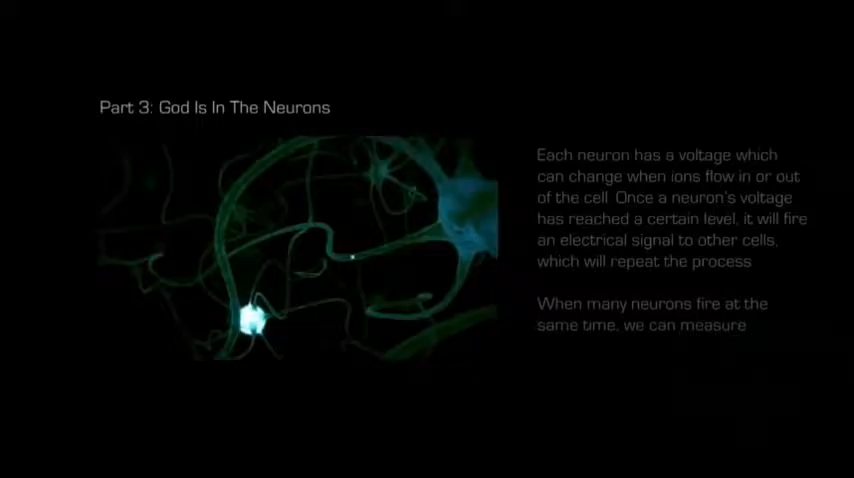 Part 3: God Is In The Neurons
Each neuron has a voltage which
can change when ions flow in or out
of the cell. Once a neuron's voltage
has reached a certain level, it will fire
an electrical signal to other cells,
which will repeat the process
When many neurons fire at the
same time, we can measure